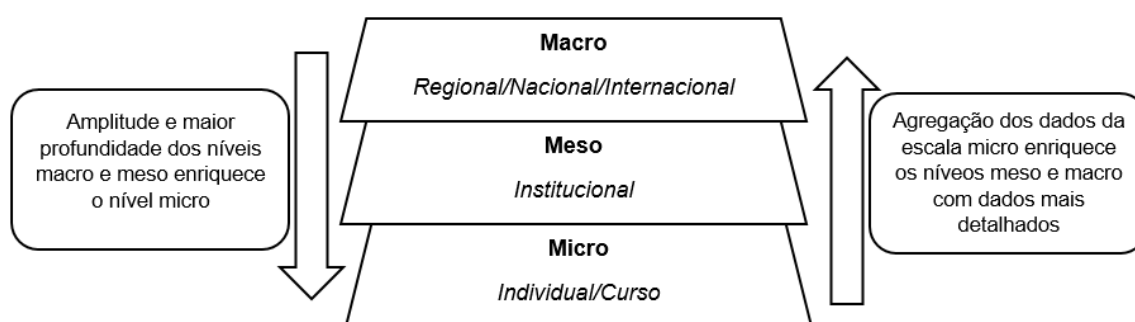 Macro
Regional/Nacional/Internacional
Amplitude e maior
profundidade dos níveis
macro e meso enriquece
o nível micro
Meso
Institucional
Agregação dos dados da
escala micro enriquece
os níveos meso e macro
com dados mais
detalhados
Micro
Individual/Curso